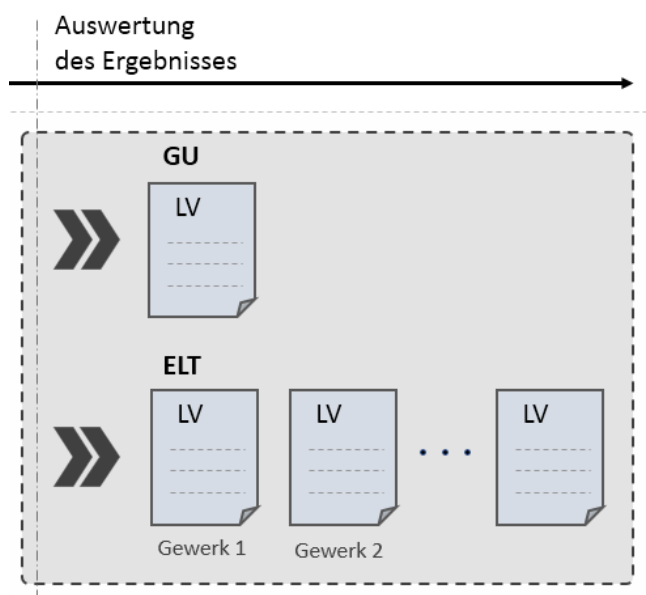 Auswertung
des Ergebnisses
GU
LV
ELT
LV
LV
. . .
LV
Gewerk 1
Gewerk 2